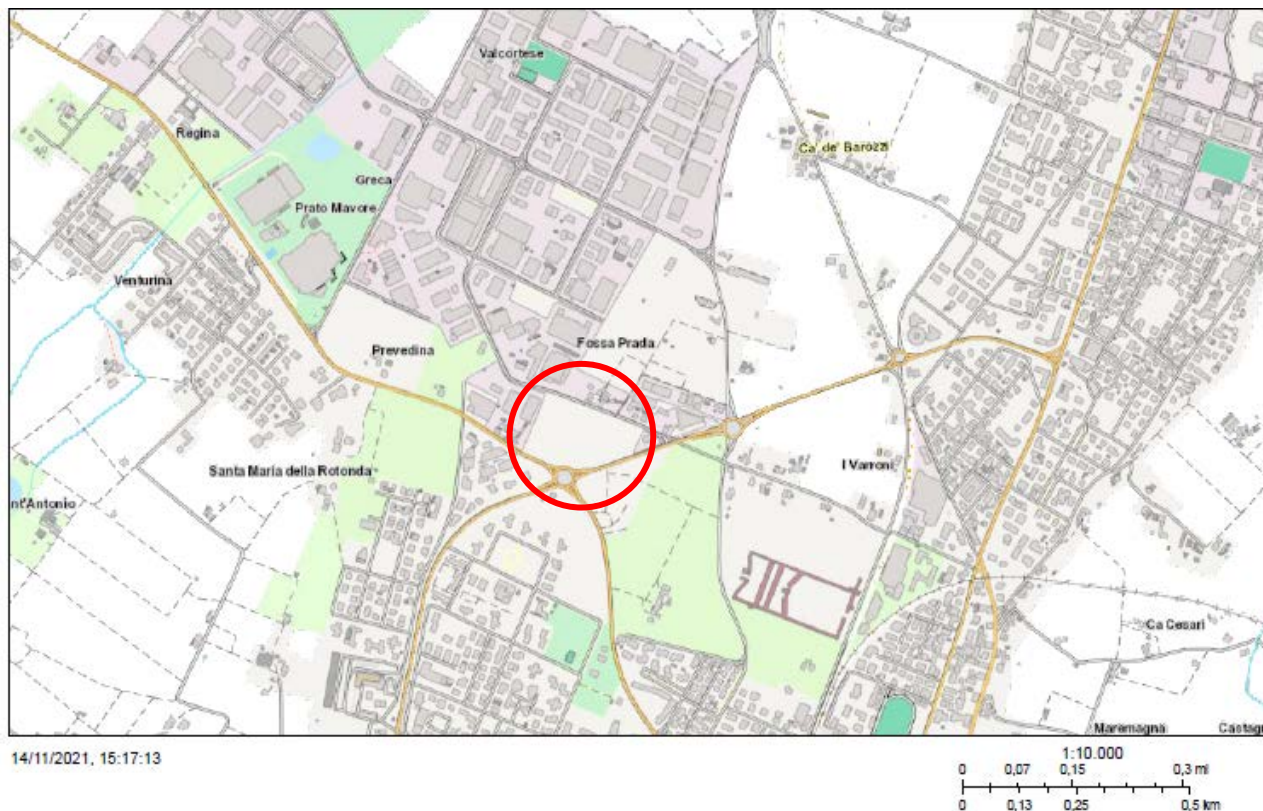 Valcortese
Regina
Ca' de' Barozzi
Greca
Prato Mavore
Venturina
Fossa Prada
Prevedina
Santa Maria della Rotonda
I Varroni
nt'Antonio
Ca Cesari
Maremagna
Castagn
14/11/2021, 15:17:13
1:10.000
0 0,07 0,15 0,3 mi
0 0,13 0,25 0,5 km